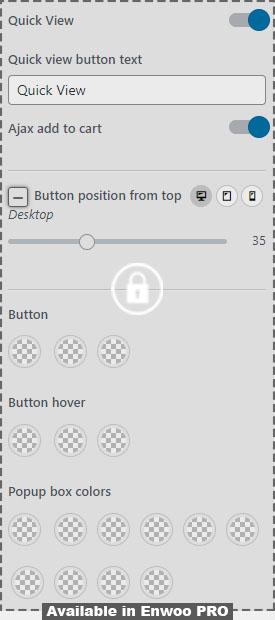 Quick View
Quick view button text
Quick View
Ajax add to cart
Button position from top
Desktop
35
Button
Button hover
Popup box colors
Available in Enwoo PRO